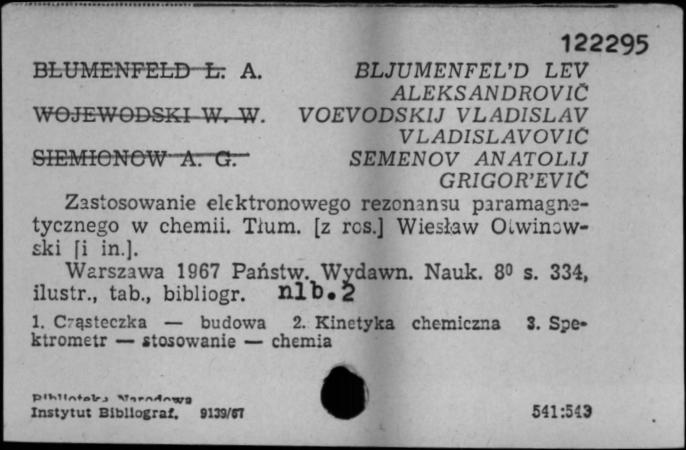 122295
BLUMENFELD L. A. BLJUMENFEL'D LEV
ALEKSANDROVIČ
WOJEWODSKI W. W. VOEVODSKIJ VLADISLAV
VLADISLAVOVIČ
SIEMIONOW A. G. SEMENOV ANATOLIJ
GRIGOR'EVIČ
Zastosowanie elektronowego rezonansu paramagne-
tycznego w chemii. Tłum. [z ros.] Wiesław Otwinow-
ski [i in.].
Warszawa 1967 Państw. Wydawn. Nauk. 8⁰ s. 334,
ilustr., tab., bibliogr. nlb.2
1. Cząsteczka — budowa 2. Kinetyka chemiczna 3. Spe-
ktrometr — stosowanie — chemia
Biblioteka Narodowa
Instytut Bibliograf. 9139/67 541:543